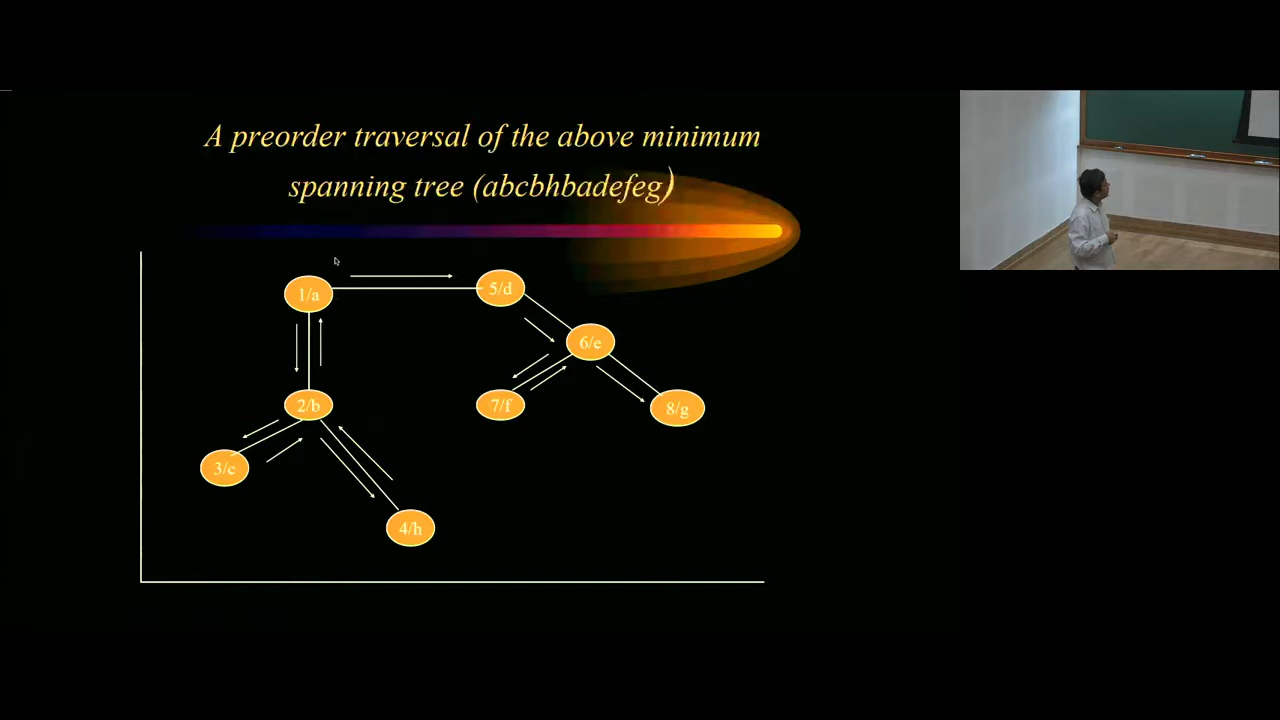 A preorder traversal of the above minimum
spanning tree (abcbhbadefeg)
1/a
5/d
6/e
2/b
7/f
8/g
3/c
4/h